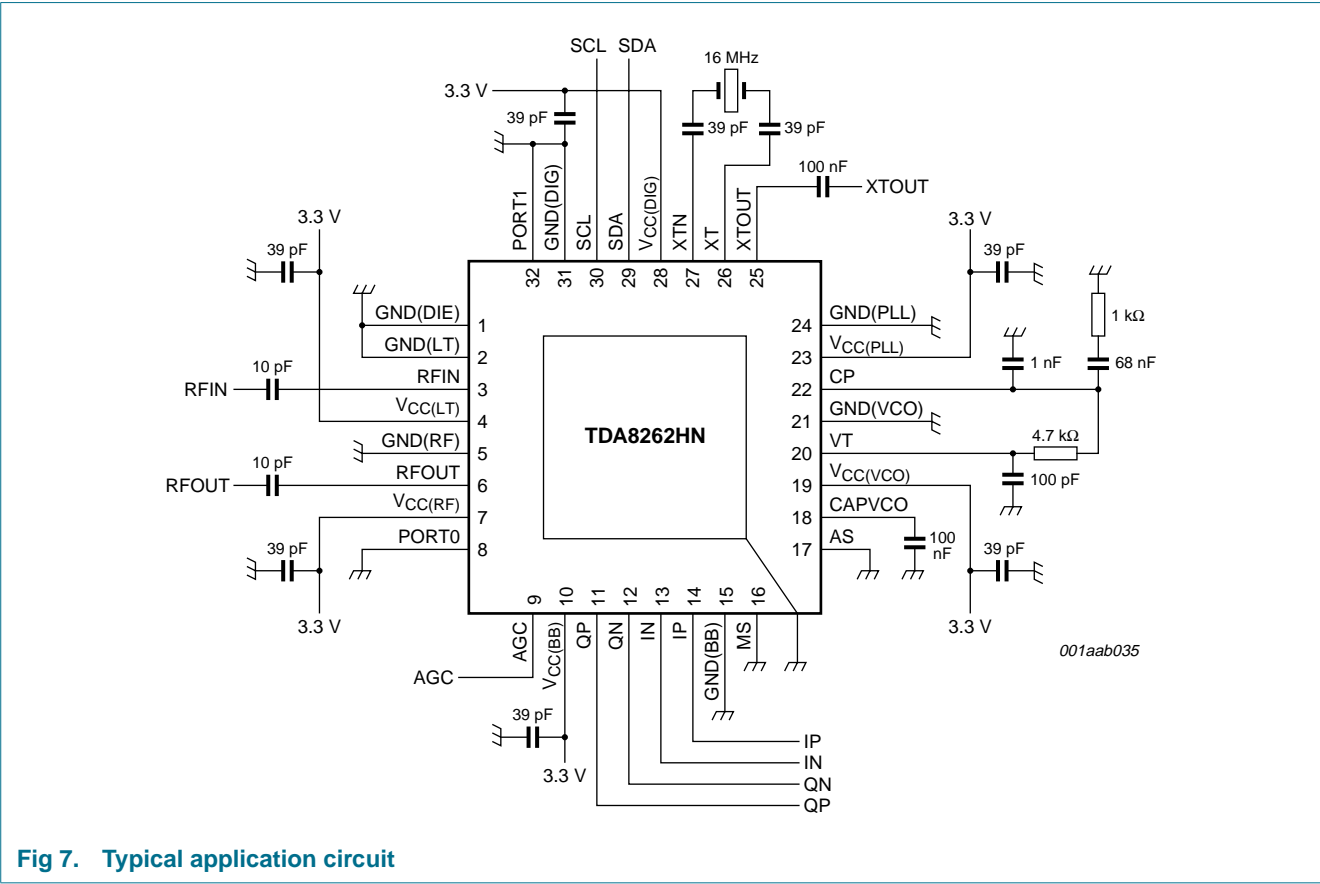 SCL SDA
16 MHz
3.3 V
39 pF
39 pF
39 pF
100 nF
XTOUT
PORT1
GND(DIG)
SCL
SDA
VCC(DIG)
XTN
XT
XTOUT
32
31
30
29
28
27
26
25
3.3 V
39 pF
3.3 V
39 pF
GND(DIE)
1
GND(LT)
2
10 pF
RFIN
RFIN
3
VCC(LT)
4
GND(RF)
5
10 pF
RFOUT
RFOUT
6
VCC(RF)
7
PORT0
8
39 pF
3.3 V
TDA8262HN
24
GND(PLL)
23
VCC(PLL)
22
CP
21
GND(VCO)
20
VT
19
VCC(VCO)
18
CAPVCO
17
AS
1 kΩ
1 nF
68 nF
4.7 kΩ
100 pF
100
nF
39 pF
3.3 V
9
10
11
12
13
14
15
16
AGC
VCC(BB)
QP
QN
IN
IP
GND(BB)
MS
AGC
39 pF
3.3 V
IP
IN
QN
QP
001aab035
Fig 7. Typical application circuit